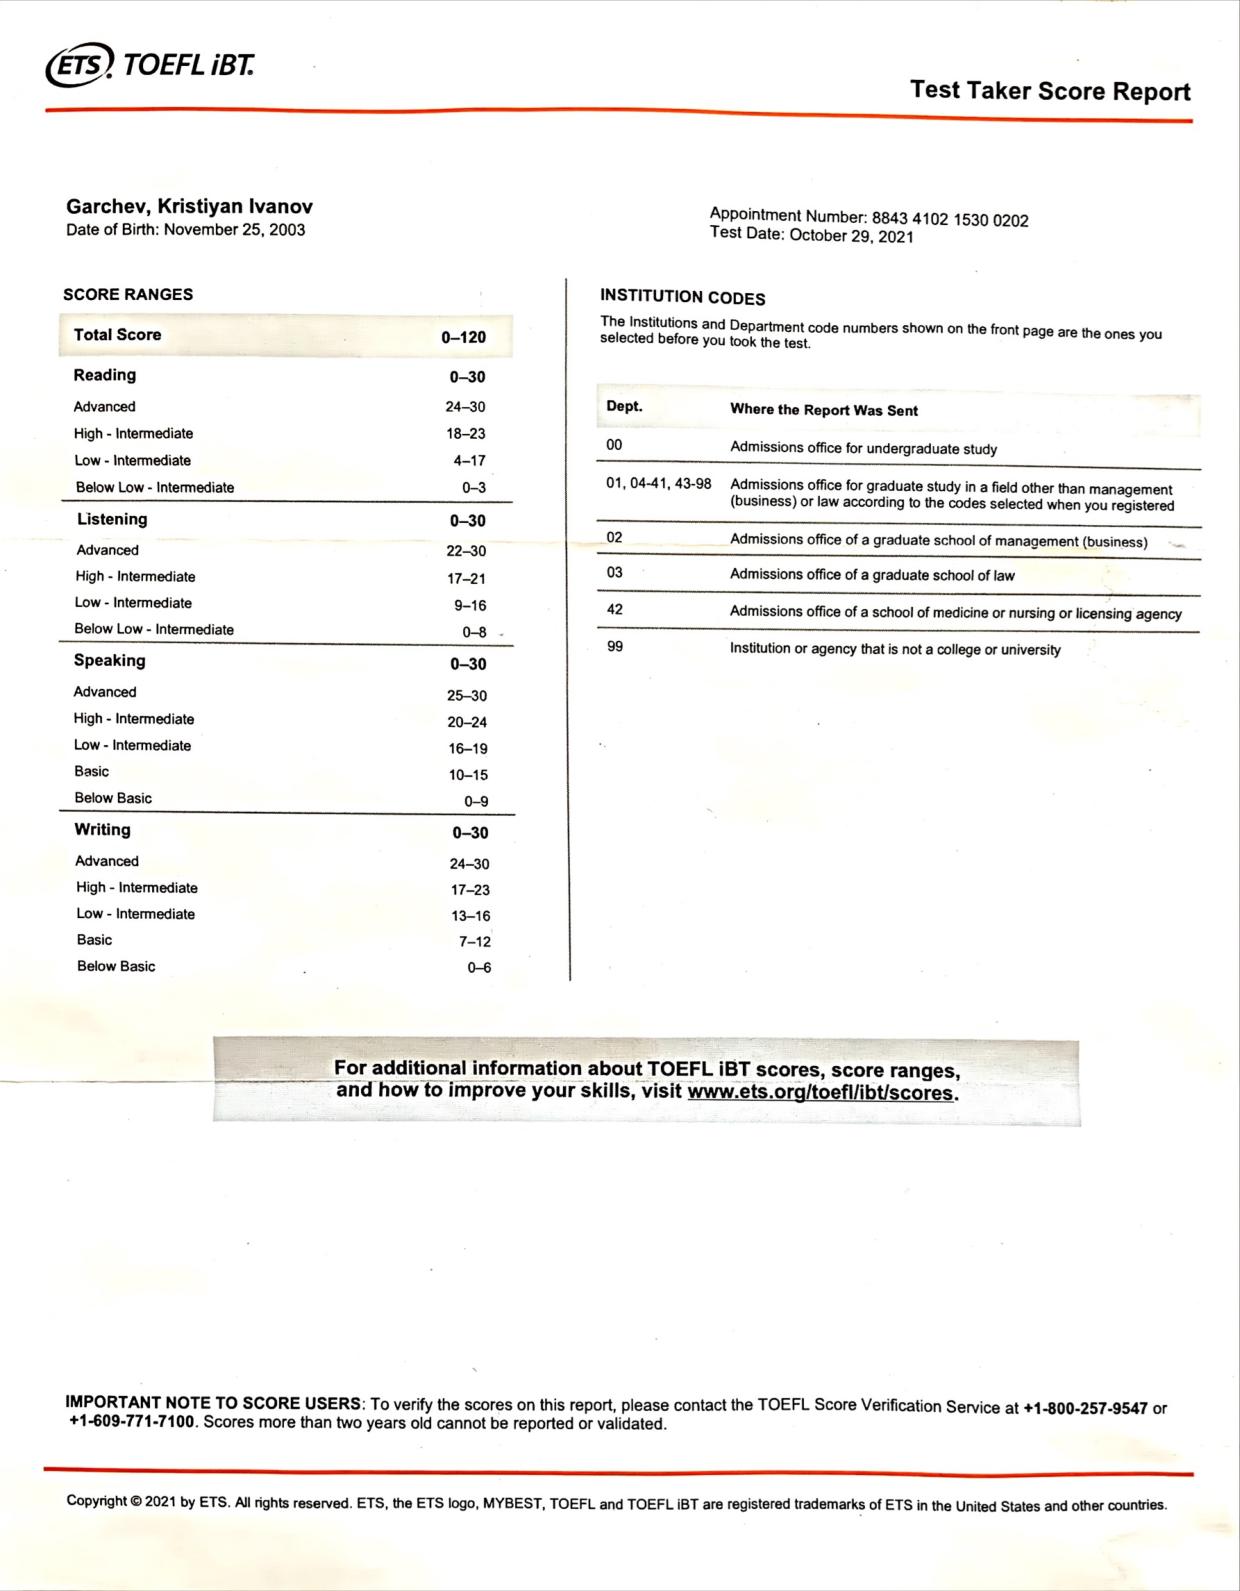 ETS TOEFL iBT.
Test Taker Score Report
Garchev, Kristiyan Ivanov
Date of Birth: November 25, 2003
Appointment Number: 8843 4102 1530 0202
Test Date: October 29, 2021
SCORE RANGES
Total Score 0–120
Reading 0–30
Advanced 24–30
High - Intermediate 18–23
Low - Intermediate 4–17
Below Low - Intermediate 0–3
Listening 0–30
Advanced 22–30
High - Intermediate 17–21
Low - Intermediate 9–16
Below Low - Intermediate 0–8
Speaking 0–30
Advanced 25–30
High - Intermediate 20–24
Low - Intermediate 16–19
Basic 10–15
Below Basic 0–9
Writing 0–30
Advanced 24–30
High - Intermediate 17–23
Low - Intermediate 13–16
Basic 7–12
Below Basic 0–6
INSTITUTION CODES
The Institutions and Department code numbers shown on the front page are the ones you
selected before you took the test.
Dept. Where the Report Was Sent
00 Admissions office for undergraduate study
01, 04-41, 43-98 Admissions office for graduate study in a field other than management
(business) or law according to the codes selected when you registered
02 Admissions office of a graduate school of management (business)
03 Admissions office of a graduate school of law
42 Admissions office of a school of medicine or nursing or licensing agency
99 Institution or agency that is not a college or university
For additional information about TOEFL iBT scores, score ranges,
and how to improve your skills, visit www.ets.org/toefl/ibt/scores.
IMPORTANT NOTE TO SCORE USERS: To verify the scores on this report, please contact the TOEFL Score Verification Service at +1-800-257-9547 or
+1-609-771-7100. Scores more than two years old cannot be reported or validated.
Copyright © 2021 by ETS. All rights reserved. ETS, the ETS logo, MYBEST, TOEFL and TOEFL iBT are registered trademarks of ETS in the United States and other countries.